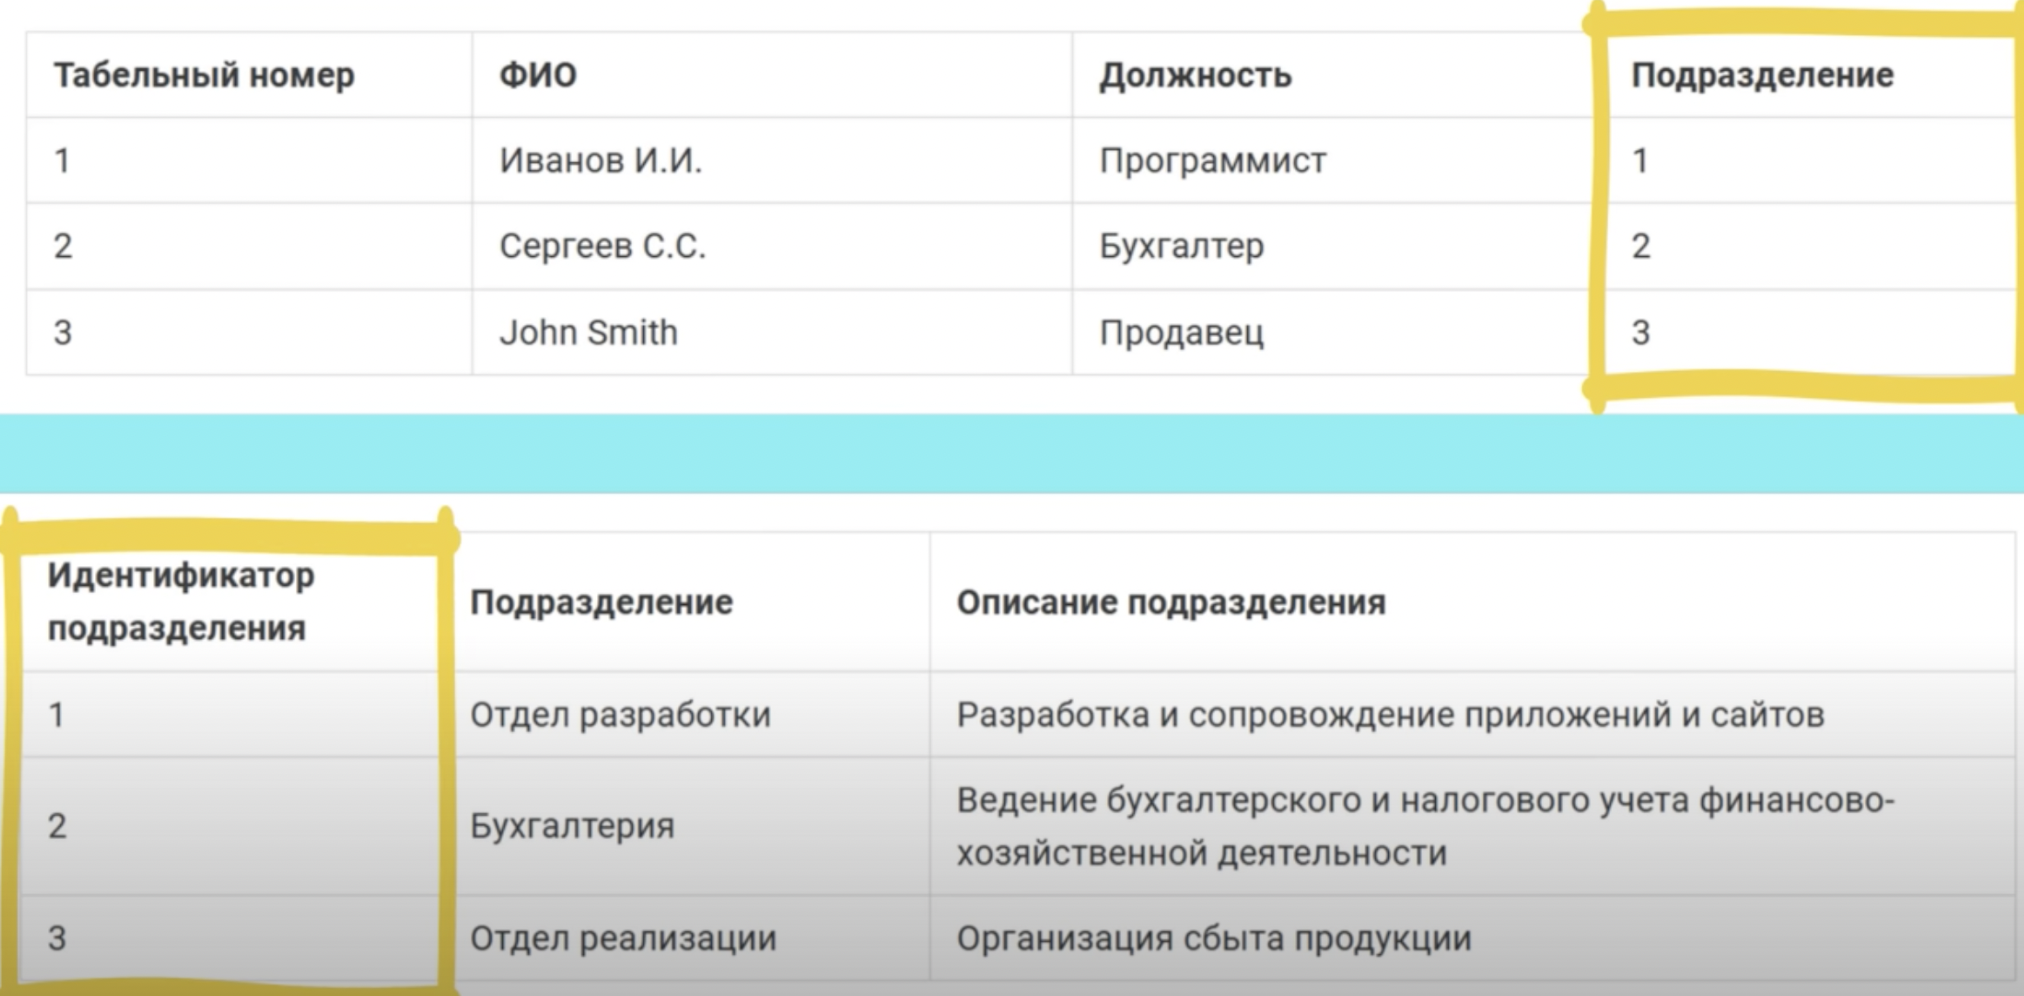 Табельный номер ФИО Должность Подразделение
1 Иванов И.И. Программист 1
2 Сергеев С.С. Бухгалтер 2
3 John Smith Продавец 3
Идентификатор
подразделения Подразделение Описание подразделения
1 Отдел разработки Разработка и сопровождение приложений и сайтов
2 Бухгалтерия Ведение бухгалтерского и налогового учета финансово-
хозяйственной деятельности
3 Отдел реализации Организация сбыта продукции